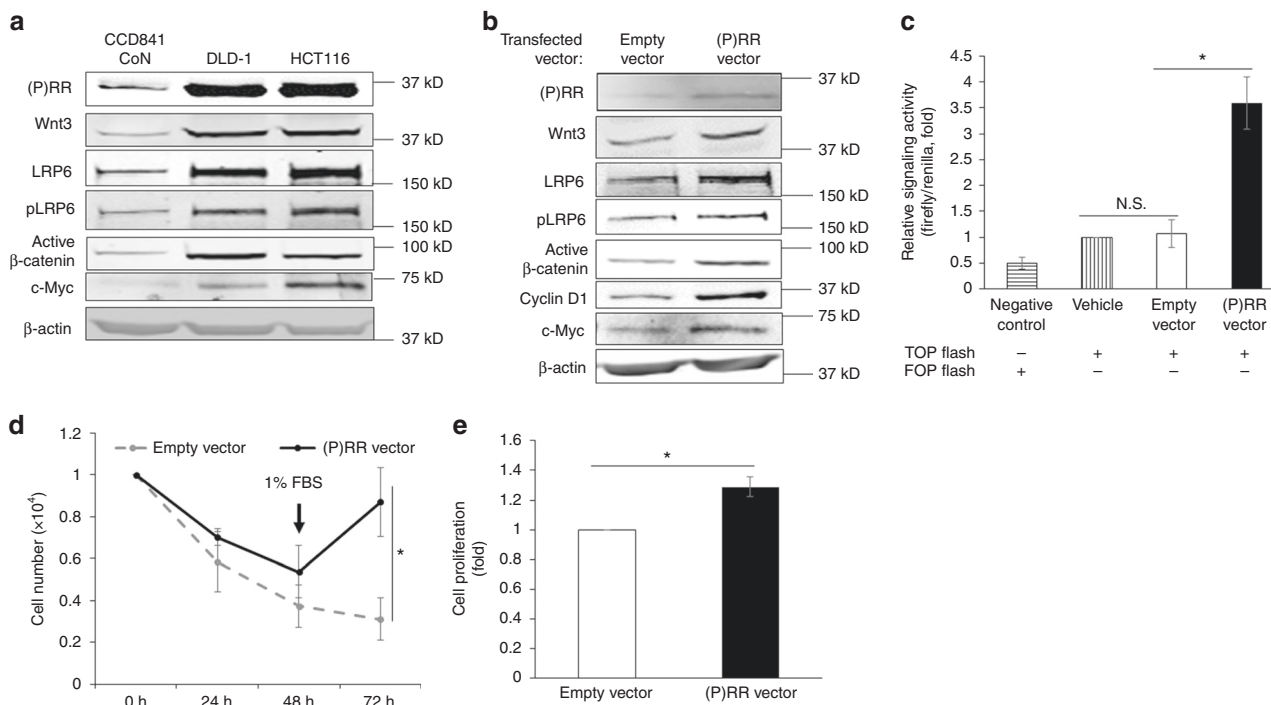 a
CCD841
CoN
DLD-1
HCT116
(P)RR
37 kD
Wnt3
37 kD
LRP6
150 kD
pLRP6
150 kD
Active
β-catenin
100 kD
75 kD
c-Myc
β-actin
37 kD
b
Transfected
vector:
Empty
vector
(P)RR
vector
37 kD
(P)RR
Wnt3
37 kD
LRP6
150 kD
pLRP6
150 kD
100 kD
Active
β-catenin
Cyclin D1
37 kD
75 kD
c-Myc
β-actin
37 kD
c
Relative signaling activity
(firefly/renilla, fold)
4.5
4
3.5
3
2.5
2
1.5
1
0.5
0
N.S.
*
Negative
control
Vehicle
Empty
vector
(P)RR
vector
TOP flash – + + +
FOP flash + – – –
d
Cell number (×10⁴)
1.2
1
0.8
0.6
0.4
0.2
0
Empty vector
(P)RR vector
1% FBS
*
0 h
24 h
48 h
72 h
e
Cell proliferation
(fold)
1.6
1.4
1.2
1
0.8
0.6
0.4
0.2
0
*
Empty vector
(P)RR vector